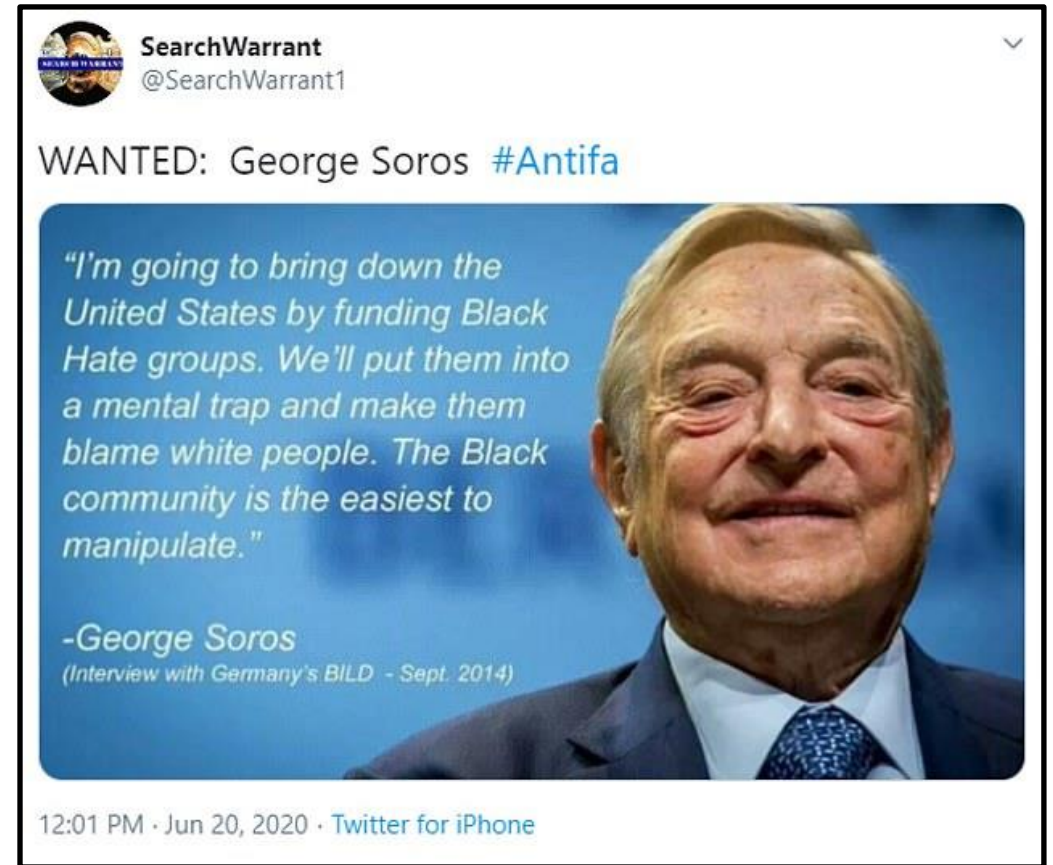 SearchWarrant
@SearchWarrant1
SEARCH WARRANT
WANTED: George Soros #Antifa
“I'm going to bring down the
United States by funding Black
Hate groups. We'll put them into
a mental trap and make them
blame white people. The Black
community is the easiest to
manipulate.”
-George Soros
(Interview with Germany's BILD - Sept. 2014)
12:01 PM · Jun 20, 2020 · Twitter for iPhone